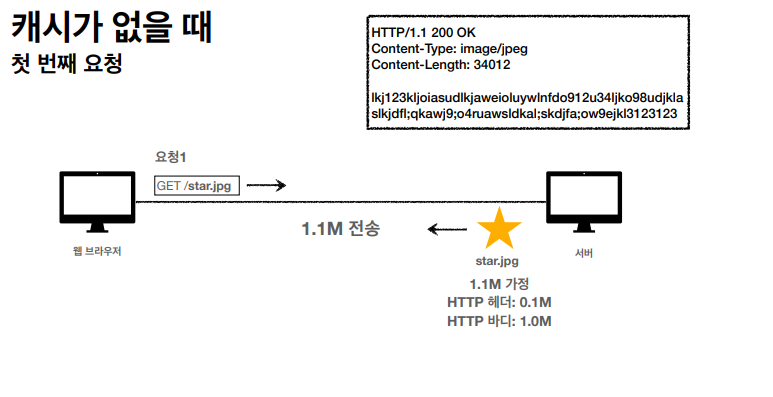 캐시가 없을 때
첫 번째 요청
HTTP/1.1 200 OK
Content-Type: image/jpeg
Content-Length: 34012
lkj123kljoiasudlkjaweioluywlnfdo912u34ljko98udjkla
slkjdfl;qkawj9;o4ruawsldkal;skdjfa;ow9ejkl3123123
요청1
GET /star.jpg
1.1M 전송
웹 브라우저
서버
star.jpg
1.1M 가정
HTTP 헤더: 0.1M
HTTP 바디: 1.0M